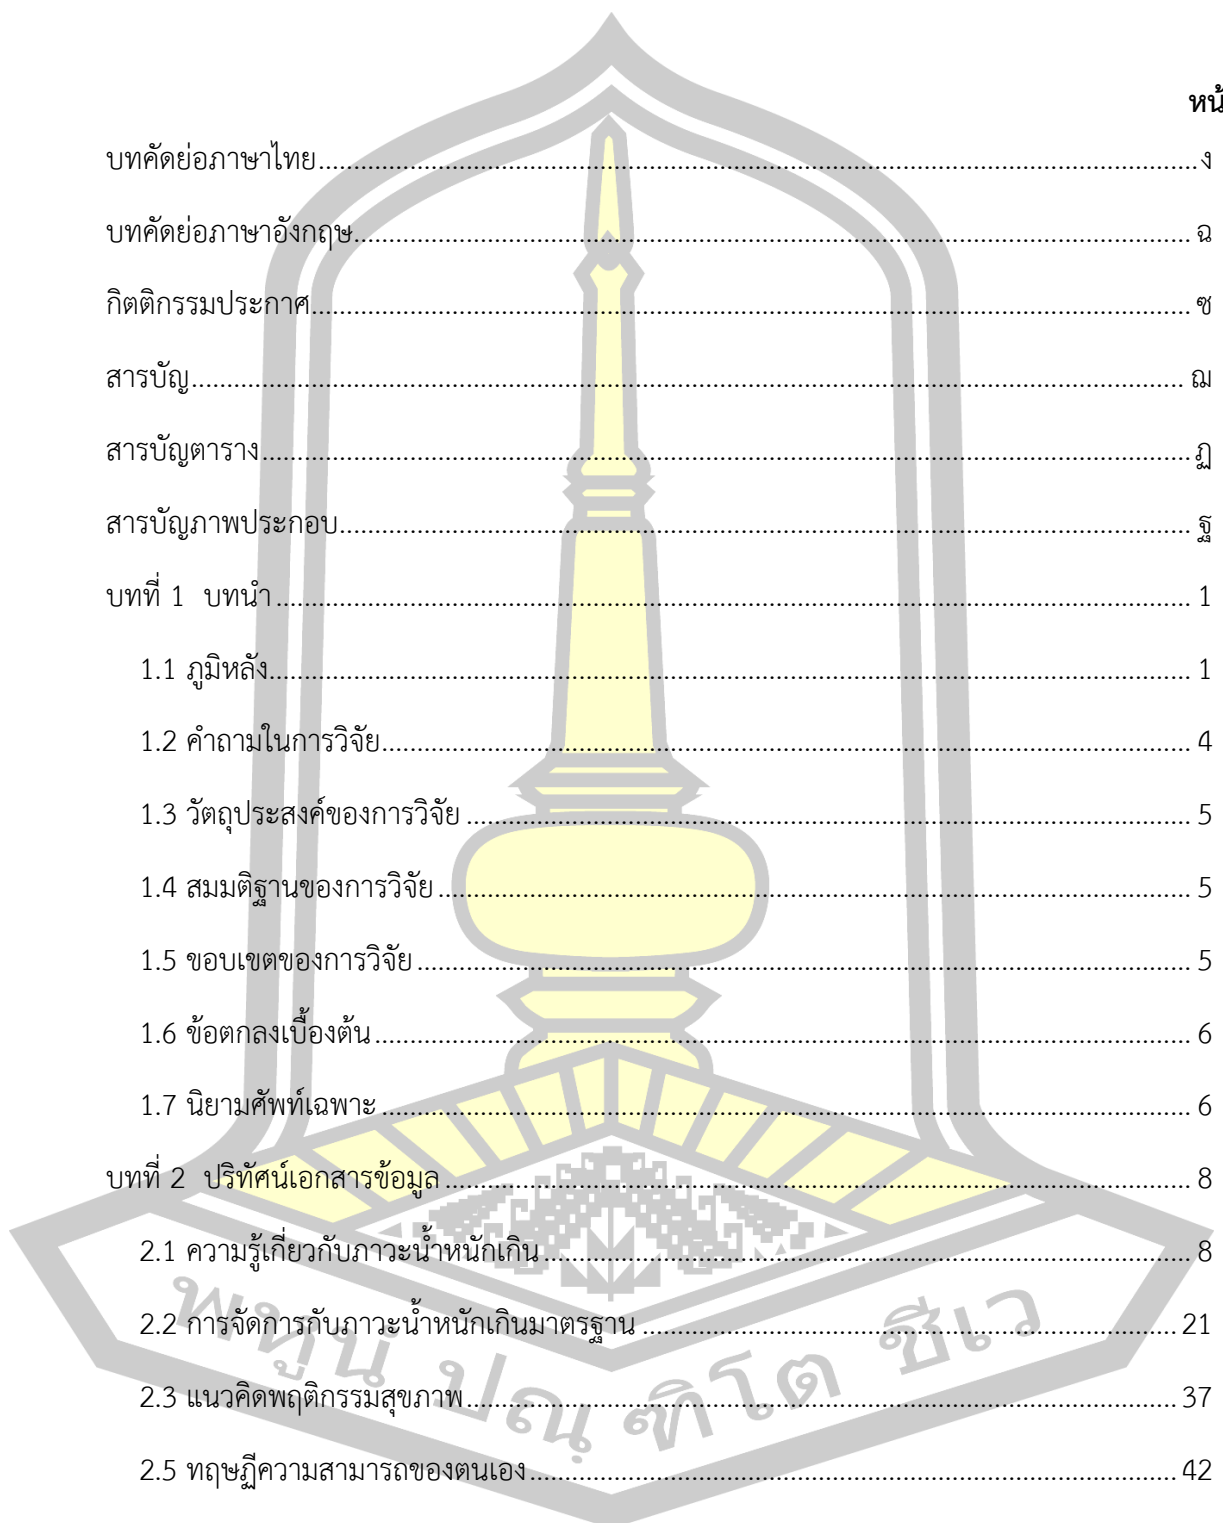 หน้
บทคัดย่อภาษาไทย............ง
บทคัดย่อภาษาอังกฤษ............ฉ
กิตติกรรมประกาศ............ซ
สารบัญ............ฌ
สารบัญตาราง............ฏ
สารบัญภาพประกอบ............ฐ
บทที่ 1 บทนำ............1
1.1 ภูมิหลัง............1
1.2 คำถามในการวิจัย............4
1.3 วัตถุประสงค์ของการวิจัย............5
1.4 สมมติฐานของการวิจัย............5
1.5 ขอบเขตของการวิจัย............5
1.6 ข้อตกลงเบื้องต้น............6
1.7 นิยามศัพท์เฉพาะ............6
บทที่ 2 ปริทัศน์เอกสารข้อมูล............8
2.1 ความรู้เกี่ยวกับภาวะน้ำหนักเกิน............8
2.2 การจัดการกับภาวะน้ำหนักเกินมาตรฐาน............21
2.3 แนวคิดพฤติกรรมสุขภาพ............37
2.5 ทฤษฏีความสามารถของตนเอง............42
พหูนํ ปณฺฑิโต ชีเว